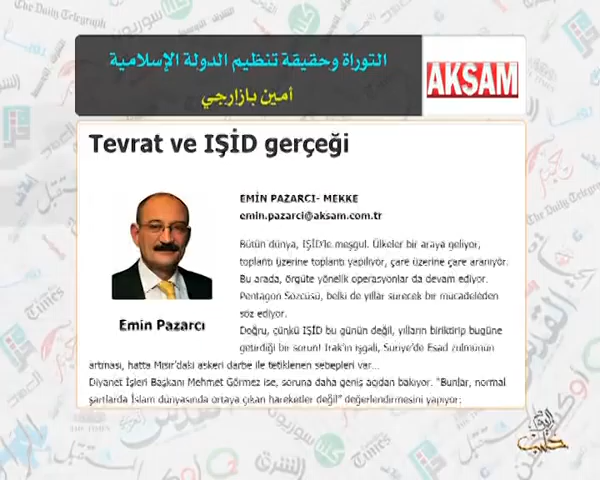 التوراة وحقيقة تنظيم الدولة الإسلامية
أمين بازارجي
AKSAM
Tevrat ve IŞİD gerçeği
EMİN PAZARCI- MEKKE
emin.pazarci@aksam.com.tr
Bütün dünya, IŞİD'le meşgul. Ülkeler bir araya geliyor,
toplantı üzerine toplantı yapılıyor, çare üzerine çare aranıyor.
Bu arada, örgüte yönelik operasyonlar da devam ediyor.
Pentagon Sözcüsü, belki de yıllar sürecek bir mücadeleden
söz ediyor.
Doğru, çünkü IŞİD bu günün değil, yılların biriktirip bugüne
getirdiği bir sorun! Irak'ın işgali, Suriye'de Esad zulmünün
artması, hatta Mısır'daki askeri darbe ile tetiklenen sebepleri var...
Diyanet İşleri Başkanı Mehmet Görmez ise, soruna daha geniş açıdan bakıyor. "Bunlar, normal
şartlarda İslam dünyasında ortaya çıkan hareketler değil" değerlendirmesini yapıyor:
Emin Pazarcı